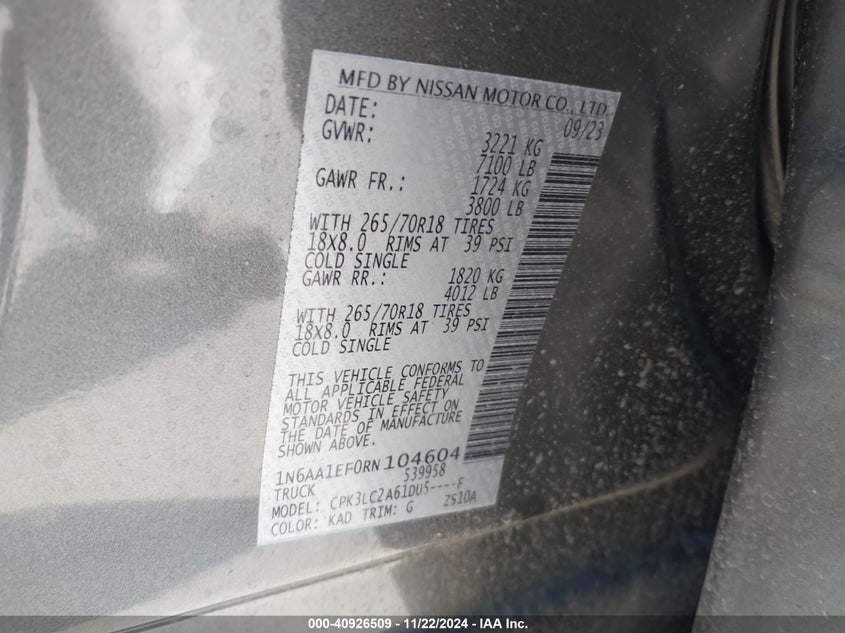 MFD BY NISSAN MOTOR CO., LTD.
DATE: 09/23
GVWR: 3221 KG
7100 LB
GAWR FR.: 1724 KG
3800 LB
WITH 265/70R18 TIRES
18X8.0 RIMS AT 39 PSI
COLD SINGLE
GAWR RR.: 1820 KG
4012 LB
WITH 265/70R18 TIRES
18X8.0 RIMS AT 39 PSI
COLD SINGLE
THIS VEHICLE CONFORMS TO
ALL APPLICABLE FEDERAL
MOTOR VEHICLE SAFETY
STANDARDS IN EFFECT ON
THE DATE OF MANUFACTURE
SHOWN ABOVE.
1N6AA1EF0RN104604
TRUCK 539958
MODEL: CPK3LC2A61DU5----F
COLOR: KAD TRIM: G ZS10A
000-40926509 - 11/22/2024 - IAA Inc.